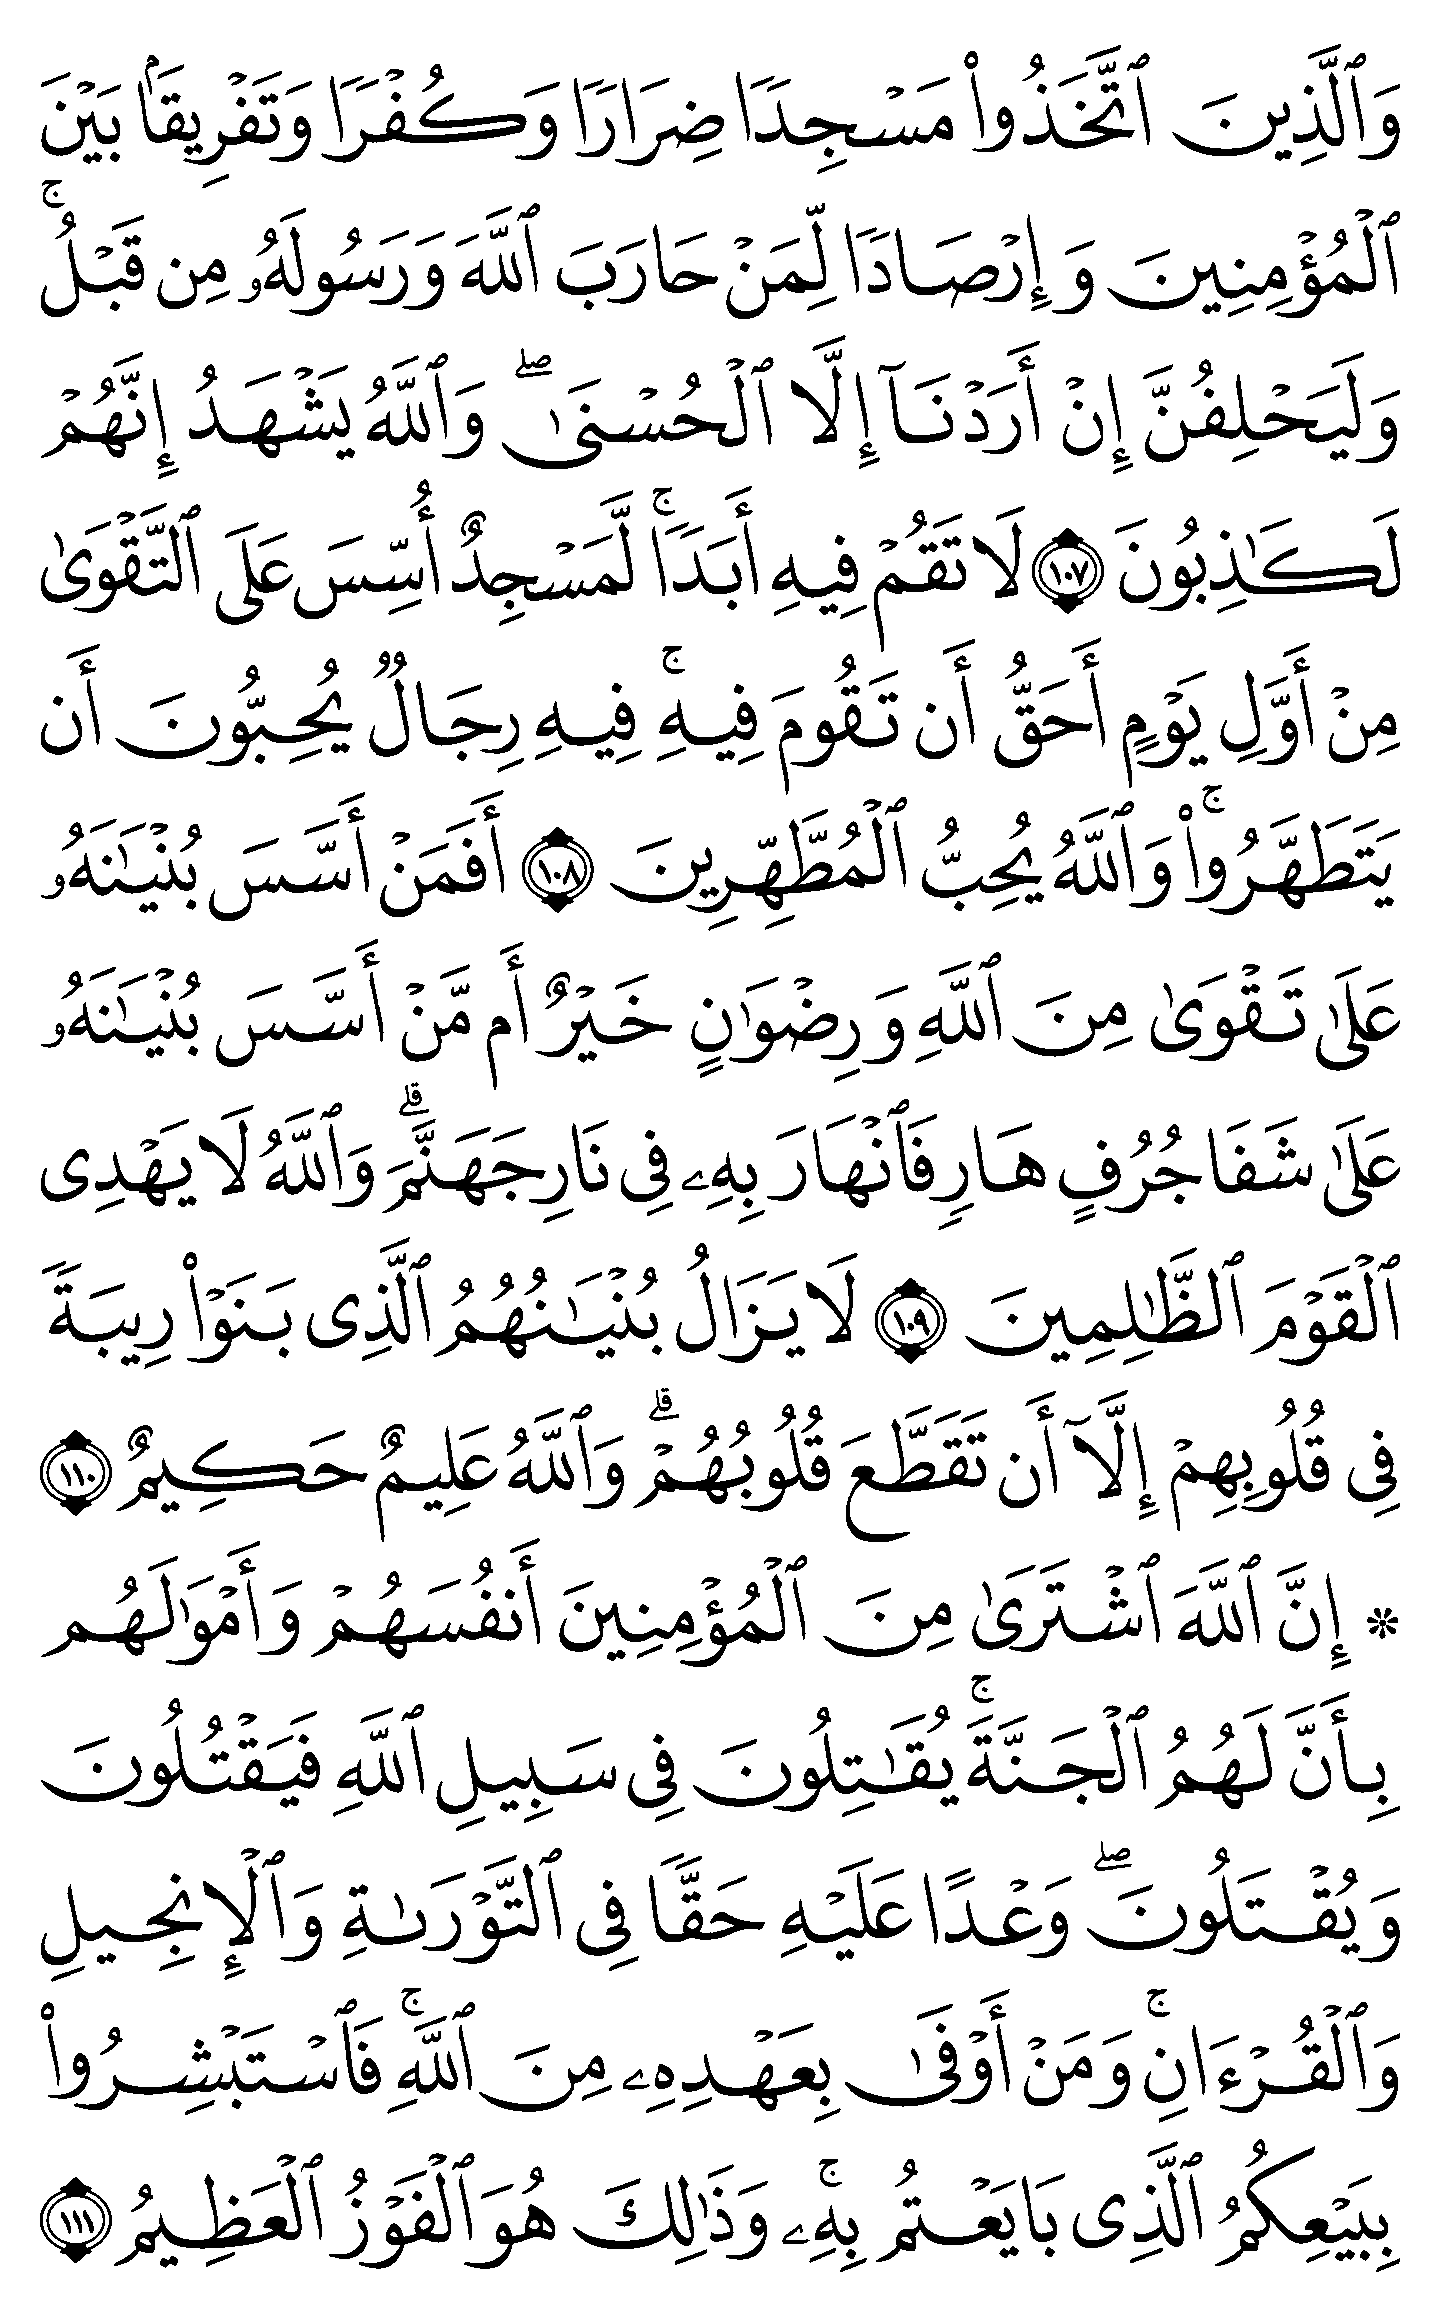 وَٱلَّذِينَ ٱتَّخَذُوا۟ مَسْجِدًا ضِرَارًا وَكُفْرًا وَتَفْرِيقًۢا بَيْنَ
ٱلْمُؤْمِنِينَ وَإِرْصَادًا لِّمَنْ حَارَبَ ٱللَّهَ وَرَسُولَهُۥ مِن قَبْلُ ۚ
وَلَيَحْلِفُنَّ إِنْ أَرَدْنَآ إِلَّا ٱلْحُسْنَىٰ ۖ وَٱللَّهُ يَشْهَدُ إِنَّهُمْ
لَكَـٰذِبُونَ ١٠٧ لَا تَقُمْ فِيهِ أَبَدًا ۚ لَّمَسْجِدٌ أُسِّسَ عَلَى ٱلتَّقْوَىٰ
مِنْ أَوَّلِ يَوْمٍ أَحَقُّ أَن تَقُومَ فِيهِ ۚ فِيهِ رِجَالٌ يُحِبُّونَ أَن
يَتَطَهَّرُوا۟ ۚ وَٱللَّهُ يُحِبُّ ٱلْمُطَّهِّرِينَ ١٠٨ أَفَمَنْ أَسَّسَ بُنْيَـٰنَهُۥ
عَلَىٰ تَقْوَىٰ مِنَ ٱللَّهِ وَرِضْوَٰنٍ خَيْرٌ أَم مَّنْ أَسَّسَ بُنْيَـٰنَهُۥ
عَلَىٰ شَفَا جُرُفٍ هَارٍ فَٱنْهَارَ بِهِۦ فِى نَارِ جَهَنَّمَ ۗ وَٱللَّهُ لَا يَهْدِى
ٱلْقَوْمَ ٱلظَّـٰلِمِينَ ١٠٩ لَا يَزَالُ بُنْيَـٰنُهُمُ ٱلَّذِى بَنَوْا۟ رِيبَةً
فِى قُلُوبِهِمْ إِلَّآ أَن تَقَطَّعَ قُلُوبُهُمْ ۗ وَٱللَّهُ عَلِيمٌ حَكِيمٌ ١١٠
۞ إِنَّ ٱللَّهَ ٱشْتَرَىٰ مِنَ ٱلْمُؤْمِنِينَ أَنفُسَهُمْ وَأَمْوَٰلَهُم
بِأَنَّ لَهُمُ ٱلْجَنَّةَ ۚ يُقَـٰتِلُونَ فِى سَبِيلِ ٱللَّهِ فَيَقْتُلُونَ
وَيُقْتَلُونَ ۖ وَعْدًا عَلَيْهِ حَقًّا فِى ٱلتَّوْرَىٰةِ وَٱلْإِنجِيلِ
وَٱلْقُرْءَانِ ۚ وَمَنْ أَوْفَىٰ بِعَهْدِهِۦ مِنَ ٱللَّهِ ۚ فَٱسْتَبْشِرُوا۟
بِبَيْعِكُمُ ٱلَّذِى بَايَعْتُم بِهِۦ ۚ وَذَٰلِكَ هُوَ ٱلْفَوْزُ ٱلْعَظِيمُ ١١١